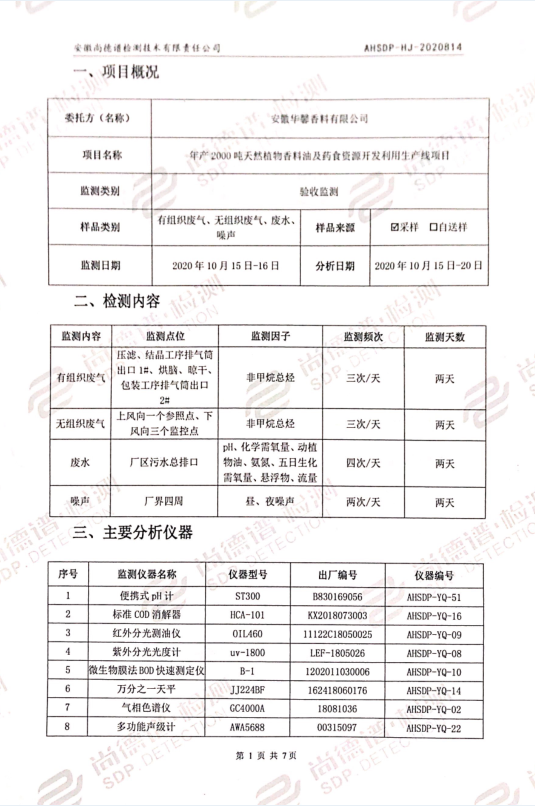 安徽尚德谱检测技术有限责任公司 AHSDP-HJ-2020814
一、项目概况
委托方（名称） 安徽华馨香料有限公司
项目名称 年产2000吨天然植物香料油及药食资源开发利用生产线项目
监测类别 验收监测
样品类别 有组织废气、无组织废气、废水、
噪声 样品来源 ☑采样 ☐自送样
监测日期 2020年10月15日-16日 分析日期 2020年10月15日-20日
二、检测内容
监测内容 监测点位 监测因子 监测频次 监测天数
有组织废气 压滤、结晶工序排气筒
出口1#、烘脑、晾干、
包装工序排气筒出口
2# 非甲烷总烃 三次/天 两天
无组织废气 上风向一个参照点、下
风向三个监控点 非甲烷总烃 三次/天 两天
废水 厂区污水总排口 pH、化学需氧量、动植
物油、氨氮、五日生化
需氧量、悬浮物、流量 四次/天 两天
噪声 厂界四周 昼、夜噪声 两次/天 两天
三、主要分析仪器
序号 监测仪器名称 仪器型号 出厂编号 仪器编号
1 便携式pH计 ST300 B830169056 AHSDP-YQ-51
2 标准COD消解器 HCA-101 KX2018073003 AHSDP-YQ-16
3 红外分光测油仪 OIL460 11122C18050025 AHSDP-YQ-09
4 紫外分光光度计 uv-1800 LEF-1805026 AHSDP-YQ-08
5 微生物膜法BOD快速测定仪 B-1 1202011030006 AHSDP-YQ-10
6 万分之一天平 JJ224BF 162418060176 AHSDP-YQ-14
7 气相色谱仪 GC4000A 18081036 AHSDP-YQ-02
8 多功能声级计 AWA5688 00315097 AHSDP-YQ-22
第 1 页 共 7 页
尚德谱·检测
SDP·DETECTION